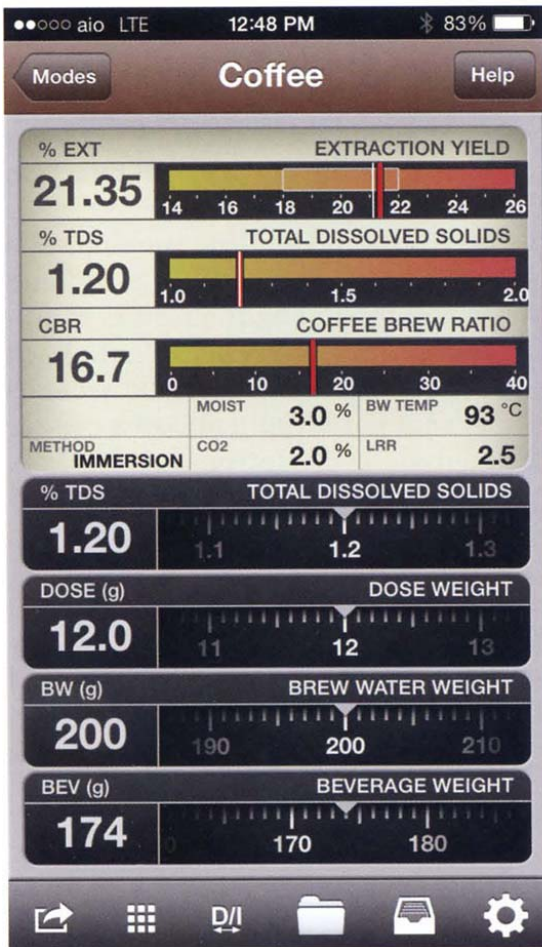 aio LTE 12:48 PM 83%
Modes Coffee Help
% EXT EXTRACTION YIELD
21.35
14 16 18 20 22 24 26
% TDS TOTAL DISSOLVED SOLIDS
1.20
1.0 1.5 2.0
CBR COFFEE BREW RATIO
16.7
0 10 20 30 40
MOIST 3.0 % BW TEMP 93 °C
METHOD IMMERSION CO2 2.0 % LRR 2.5
% TDS TOTAL DISSOLVED SOLIDS
1.20 1.1 1.2 1.3
DOSE (g) DOSE WEIGHT
12.0 11 12 13
BW (g) BREW WATER WEIGHT
200 190 200 210
BEV (g) BEVERAGE WEIGHT
174 0 170 180
D/I